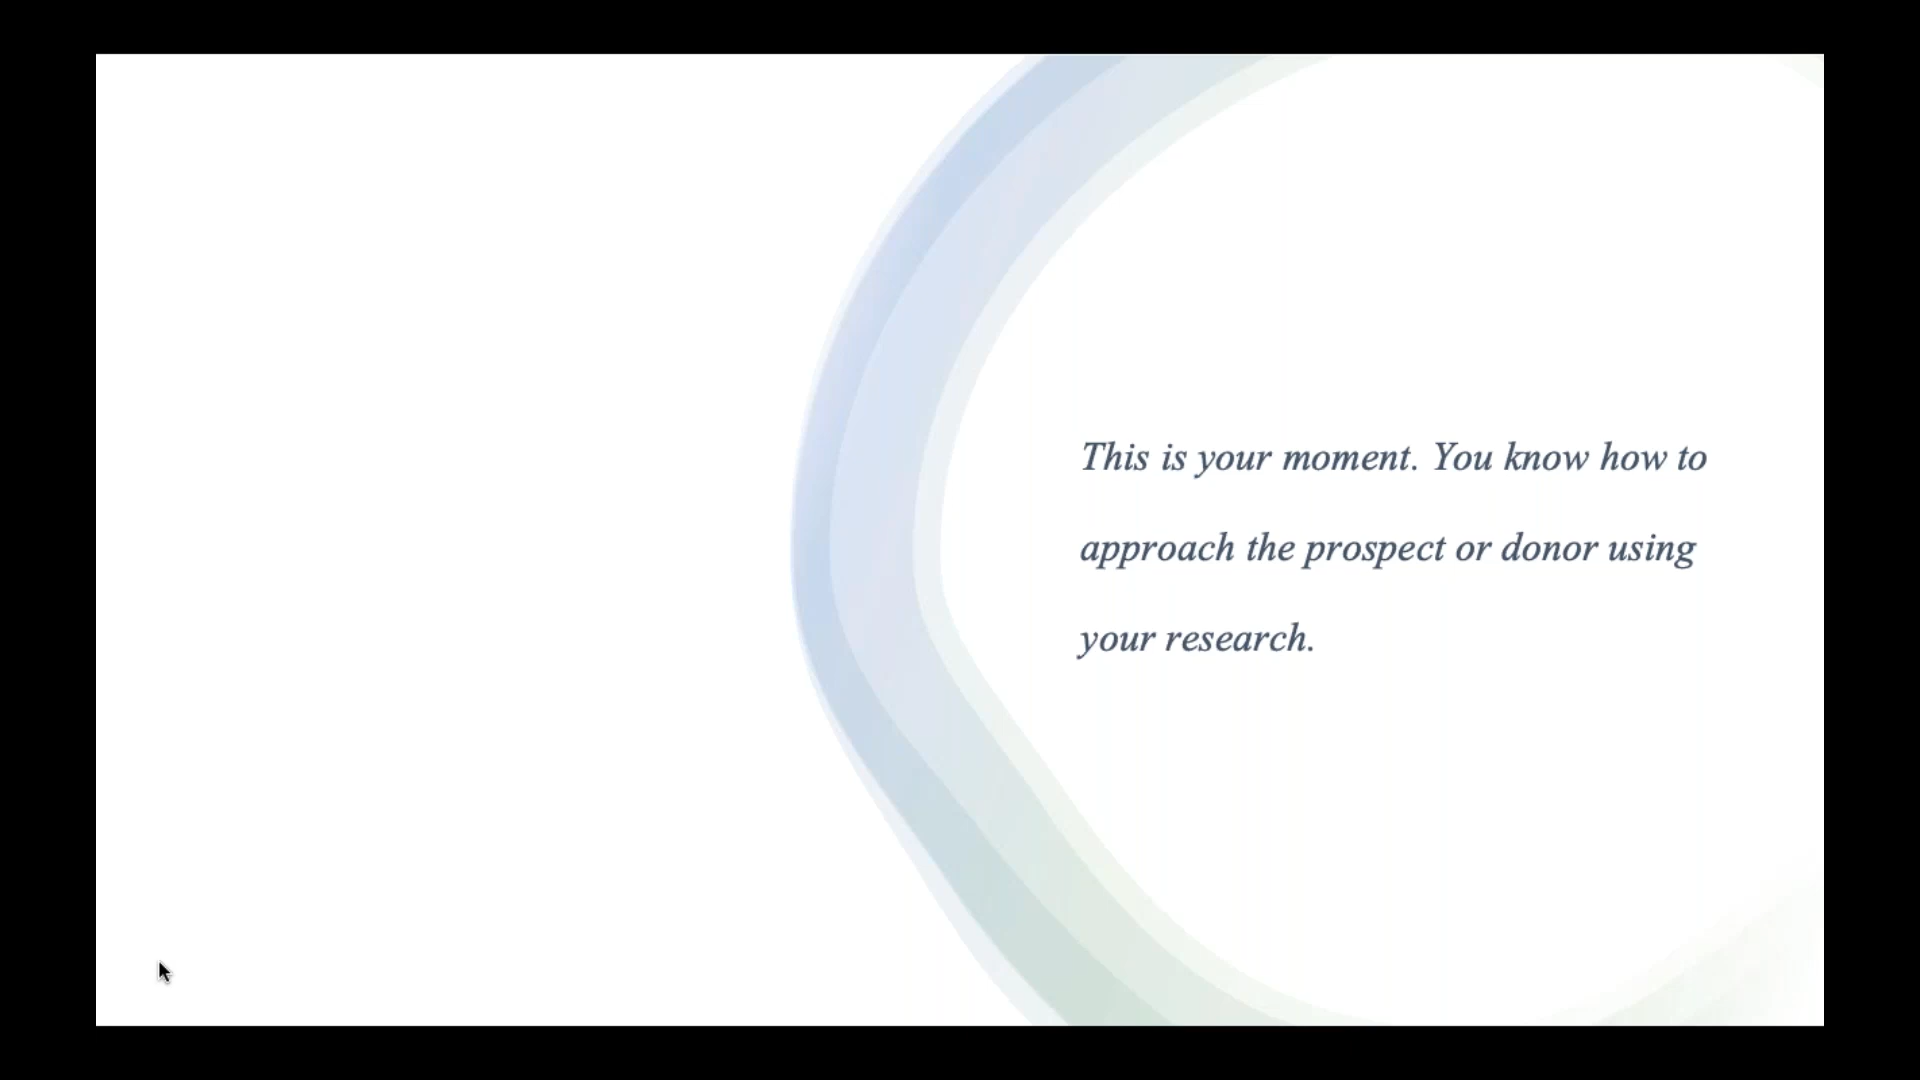 This is your moment. You know how to
approach the prospect or donor using
your research.